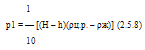 1
p1 = — [(H – h)(ρц.р. – ρж)] (2.5.8)
10